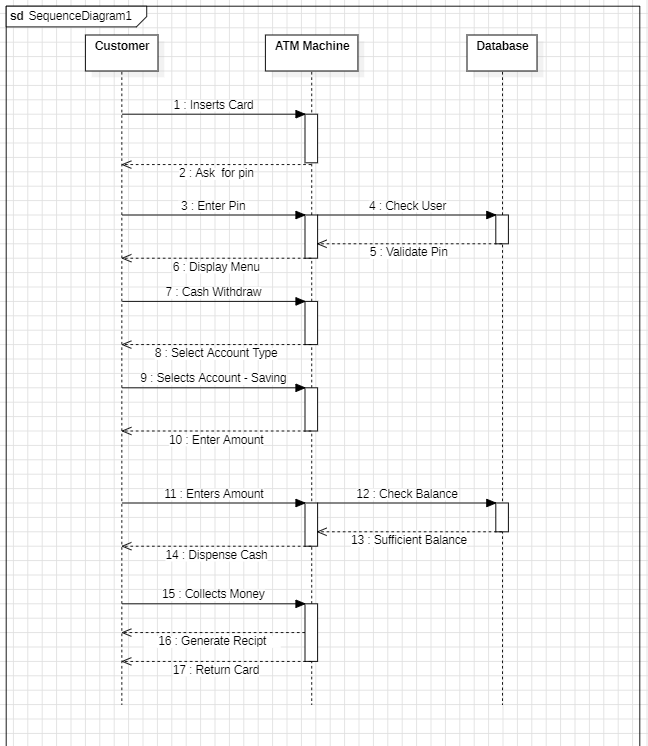 sd SequenceDiagram1
Customer
ATM Machine
Database
1 : Inserts Card
2 : Ask for pin
3 : Enter Pin
4 : Check User
5 : Validate Pin
6 : Display Menu
7 : Cash Withdraw
8 : Select Account Type
9 : Selects Account - Saving
10 : Enter Amount
11 : Enters Amount
12 : Check Balance
13 : Sufficient Balance
14 : Dispense Cash
15 : Collects Money
16 : Generate Recipt
17 : Return Card